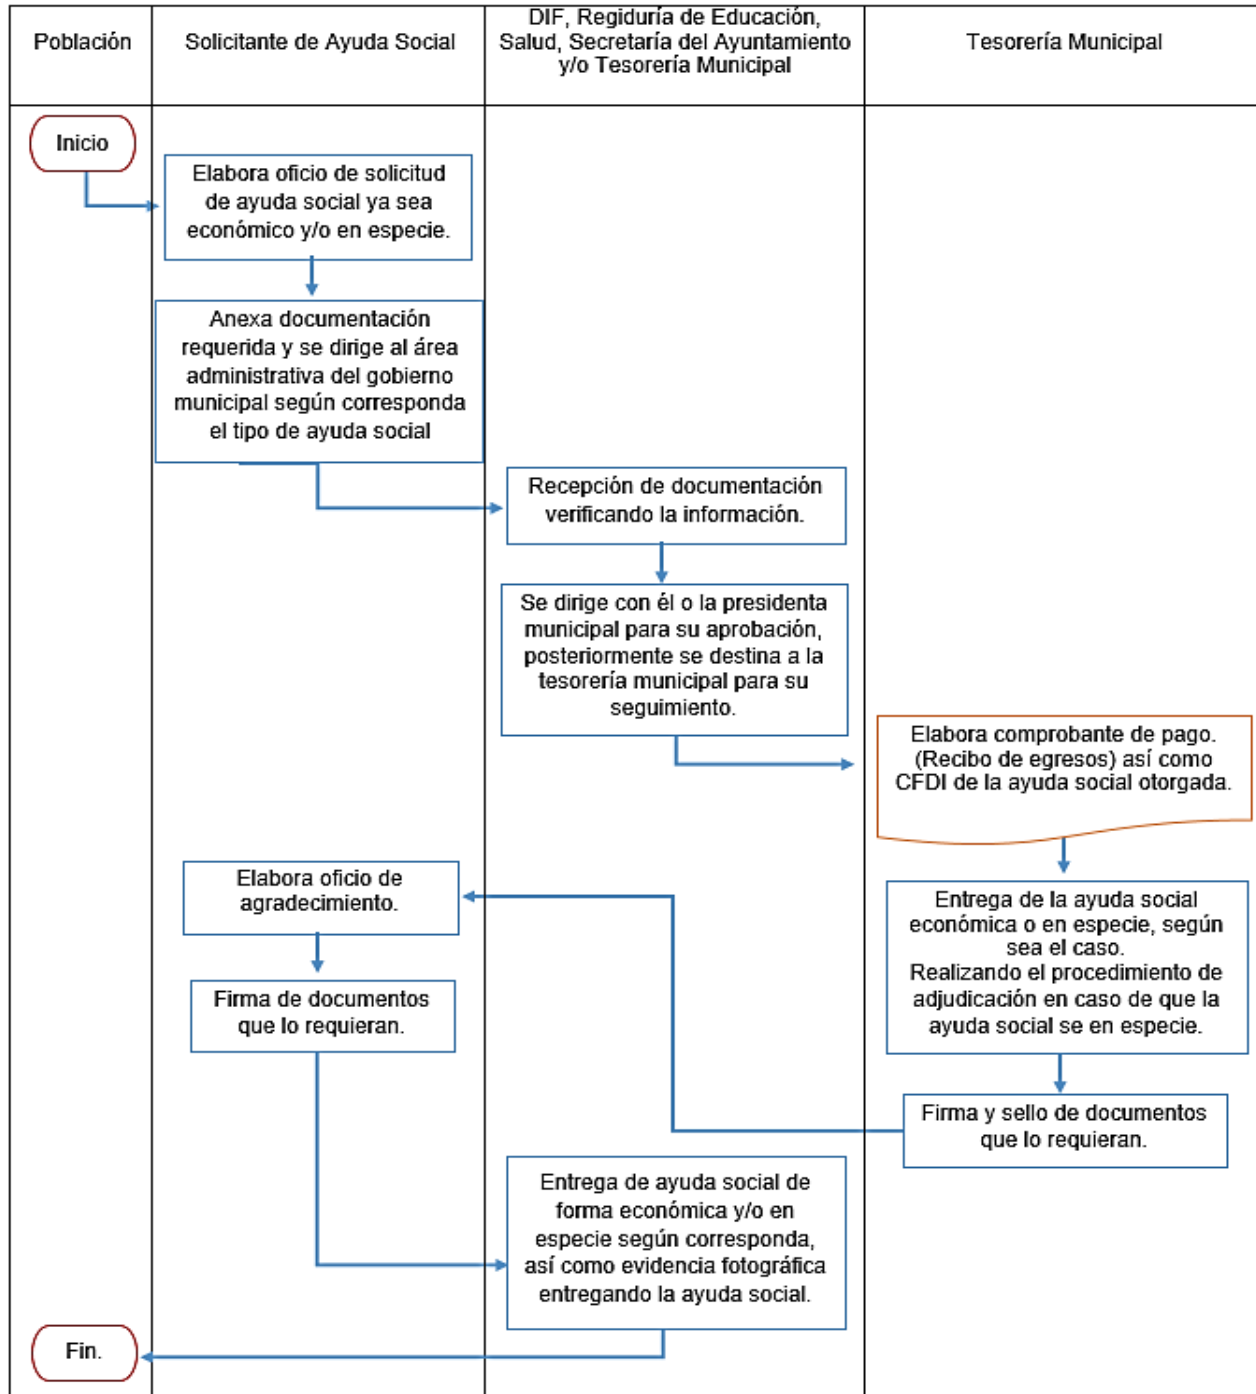 Población
Solicitante de Ayuda Social
DIF, Regiduría de Educación,
Salud, Secretaría del Ayuntamiento
y/o Tesorería Municipal
Tesorería Municipal
Inicio
Elabora oficio de solicitud
de ayuda social ya sea
económico y/o en especie.
Anexa documentación
requerida y se dirige al área
administrativa del gobierno
municipal según corresponda
el tipo de ayuda social
Recepción de documentación
verificando la información.
Se dirige con él o la presidenta
municipal para su aprobación,
posteriormente se destina a la
tesorería municipal para su
seguimiento.
Elabora comprobante de pago.
(Recibo de egresos) así como
CFDI de la ayuda social otorgada.
Entrega de la ayuda social
económica o en especie, según
sea el caso.
Realizando el procedimiento de
adjudicación en caso de que la
ayuda social se en especie.
Firma y sello de documentos
que lo requieran.
Elabora oficio de
agradecimiento.
Firma de documentos
que lo requieran.
Entrega de ayuda social de
forma económica y/o en
especie según corresponda,
así como evidencia fotográfica
entregando la ayuda social.
Fin.